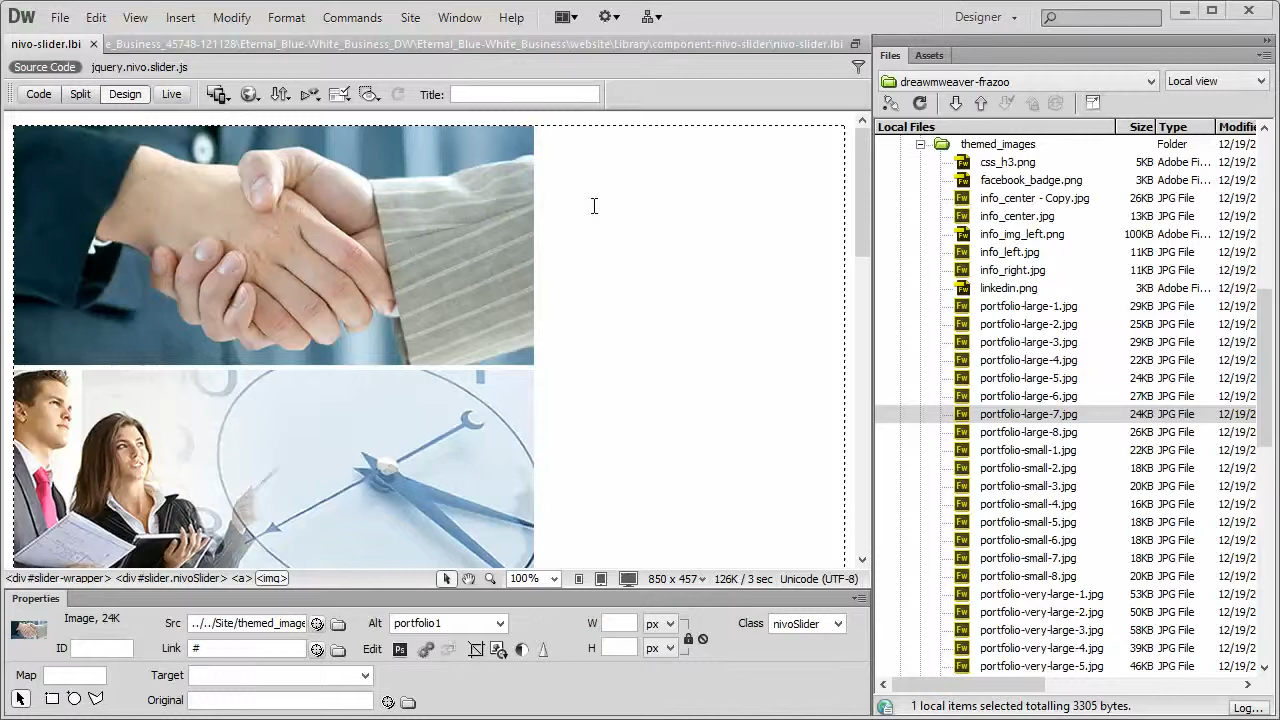 DW File Edit View Insert Modify Format Commands Site Window Help Designer
nivo-slider.lbi × e_Business_45748-121128\Eternal_Blue-White_Business_DW\Eternal_Blue-White_Business\website\Library\component-nivo-slider\nivo-slider.lbi
Source Code jquery.nivo.slider.js
Code Split Design Live Title:
<div #slider-wrapper> <div #slider.nivoSlider> <a> <img> 100% 850 x 457 126K / 3 sec Unicode (UTF-8)
Properties
Image, 24K Src ../../Site/themed_image Alt portfolio1 W px Class nivoSlider
ID Link # Edit Ps H px
Map Target
Original
Files Assets
dreawmweaver-frazoo Local view
Local Files Size Type Modifie
themed_images Folder 12/19/2
css_h3.png 5KB Adobe Fi... 12/19/2
facebook_badge.png 3KB Adobe Fi... 12/19/2
info_center - Copy.jpg 26KB JPG File 12/19/2
info_center.jpg 11KB JPG File 12/19/2
info_img_left.png 100KB Adobe Fi... 12/19/2
info_left.jpg 11KB JPG File 12/19/2
info_right.jpg 11KB JPG File 12/19/2
linkedin.png 3KB Adobe Fi... 12/19/2
portfolio-large-1.jpg 29KB JPG File 12/19/2
portfolio-large-2.jpg 25KB JPG File 12/19/2
portfolio-large-3.jpg 29KB JPG File 12/19/2
portfolio-large-4.jpg 22KB JPG File 12/19/2
portfolio-large-5.jpg 24KB JPG File 12/19/2
portfolio-large-6.jpg 27KB JPG File 12/19/2
portfolio-large-7.jpg 24KB JPG File 12/19/2
portfolio-large-8.jpg 26KB JPG File 12/19/2
portfolio-small-1.jpg 22KB JPG File 12/19/2
portfolio-small-2.jpg 18KB JPG File 12/19/2
portfolio-small-3.jpg 20KB JPG File 12/19/2
portfolio-small-4.jpg 16KB JPG File 12/19/2
portfolio-small-5.jpg 18KB JPG File 12/19/2
portfolio-small-6.jpg 19KB JPG File 12/19/2
portfolio-small-7.jpg 17KB JPG File 12/19/2
portfolio-small-8.jpg 18KB JPG File 12/19/2
portfolio-very-large-1.jpg 53KB JPG File 12/19/2
portfolio-very-large-2.jpg 50KB JPG File 12/19/2
portfolio-very-large-3.jpg 58KB JPG File 12/19/2
portfolio-very-large-4.jpg 42KB JPG File 12/19/2
portfolio-very-large-5.jpg 46KB JPG File 12/19/2
1 local items selected totalling 3305 bytes. Log...